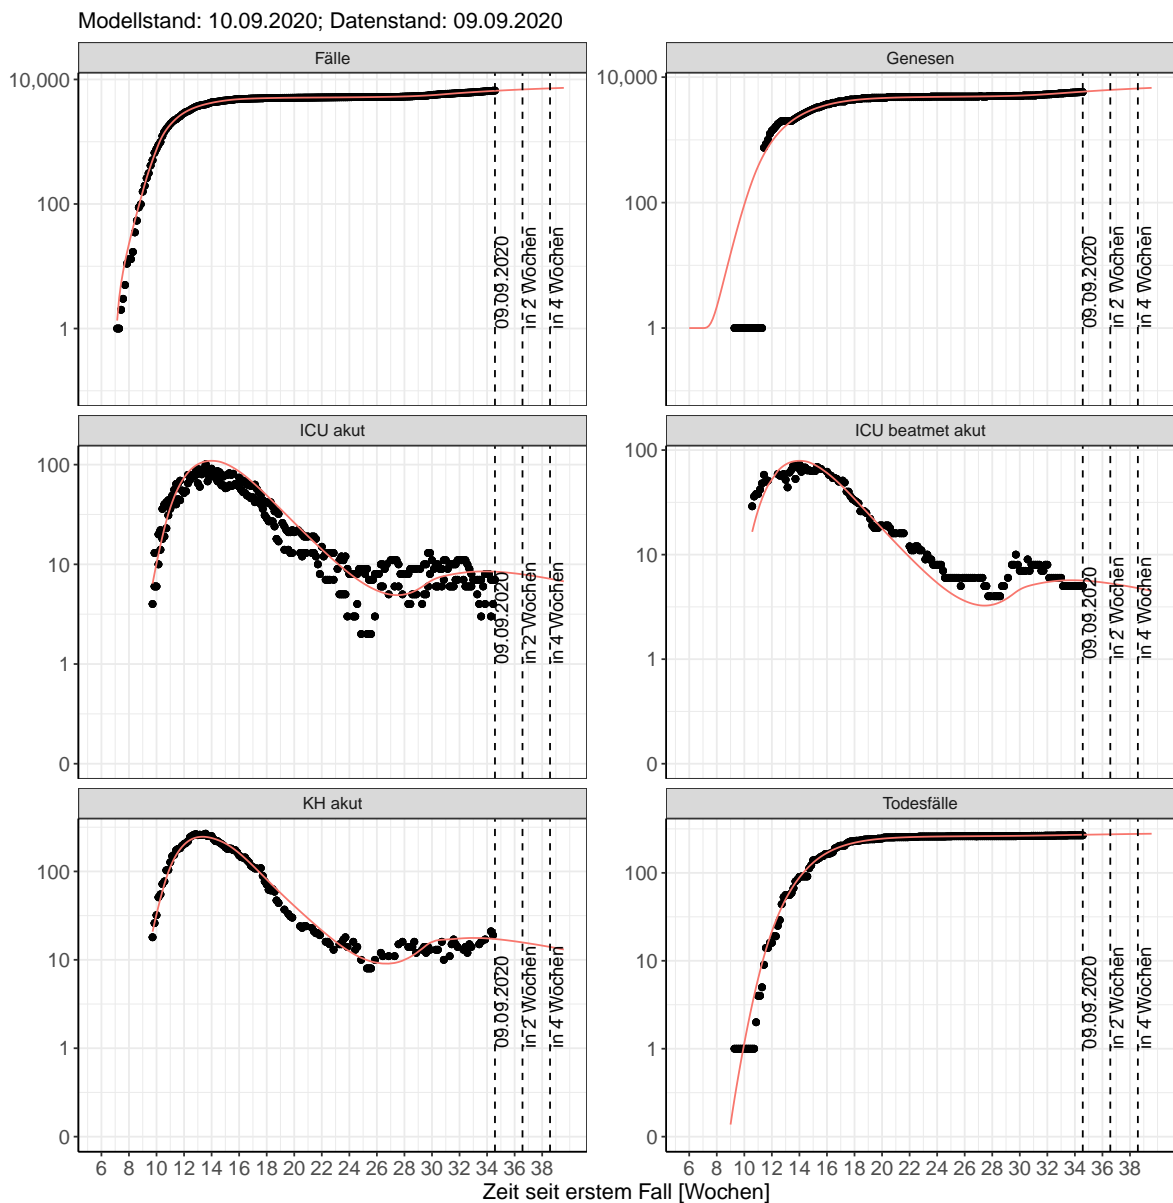 Modellstand: 10.09.2020; Datenstand: 09.09.2020
Fälle
Genesen
10,000
100
1
09.09.2020
in 2 Wochen
in 4 Wochen
10,000
100
1
09.09.2020
in 2 Wochen
in 4 Wochen
ICU akut
ICU beatmet akut
100
10
1
0
09.09.2020
in 2 Wochen
in 4 Wochen
100
10
1
0
09.09.2020
in 2 Wochen
in 4 Wochen
KH akut
Todesfälle
100
10
1
0
09.09.2020
in 2 Wochen
in 4 Wochen
100
10
1
0
09.09.2020
in 2 Wochen
in 4 Wochen
6 8 10 12 14 16 18 20 22 24 26 28 30 32 34 36 38
6 8 10 12 14 16 18 20 22 24 26 28 30 32 34 36 38
Zeit seit erstem Fall [Wochen]